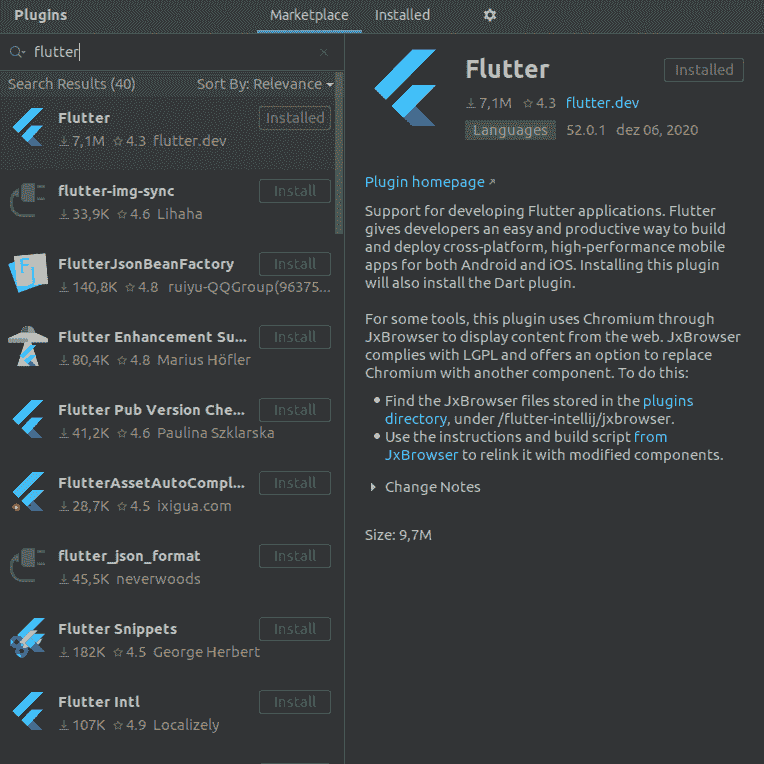 Plugins
Marketplace
Installed
flutter
Search Results (40)
Sort By: Relevance
Flutter
Installed
7,1M 4.3 flutter.dev
flutter-img-sync
Install
33,9K 4.6 Lihaha
FlutterJsonBeanFactory
Install
140,8K 4.8 ruiyu-QQGroup(96375...
Flutter Enhancement Su...
Install
80,4K 4.8 Marius Höfler
Flutter Pub Version Che...
Install
41,2K 4.6 Paulina Szklarska
FlutterAssetAutoCompl...
Install
28,7K 4.5 ixigua.com
flutter_json_format
Install
45,5K neverwoods
Flutter Snippets
Install
182K 4.5 George Herbert
Flutter Intl
Install
107K 4.9 Localizely
Flutter
Installed
7,1M 4.3 flutter.dev
Languages 52.0.1 dez 06, 2020
Plugin homepage
Support for developing Flutter applications. Flutter
gives developers an easy and productive way to build
and deploy cross-platform, high-performance mobile
apps for both Android and iOS. Installing this plugin
will also install the Dart plugin.
For some tools, this plugin uses Chromium through
JxBrowser to display content from the web. JxBrowser
complies with LGPL and offers an option to replace
Chromium with another component. To do this:
Find the JxBrowser files stored in the plugins
directory, under /flutter-intellij/jxbrowser.
Use the instructions and build script from
JxBrowser to relink it with modified components.
Change Notes
Size: 9,7M